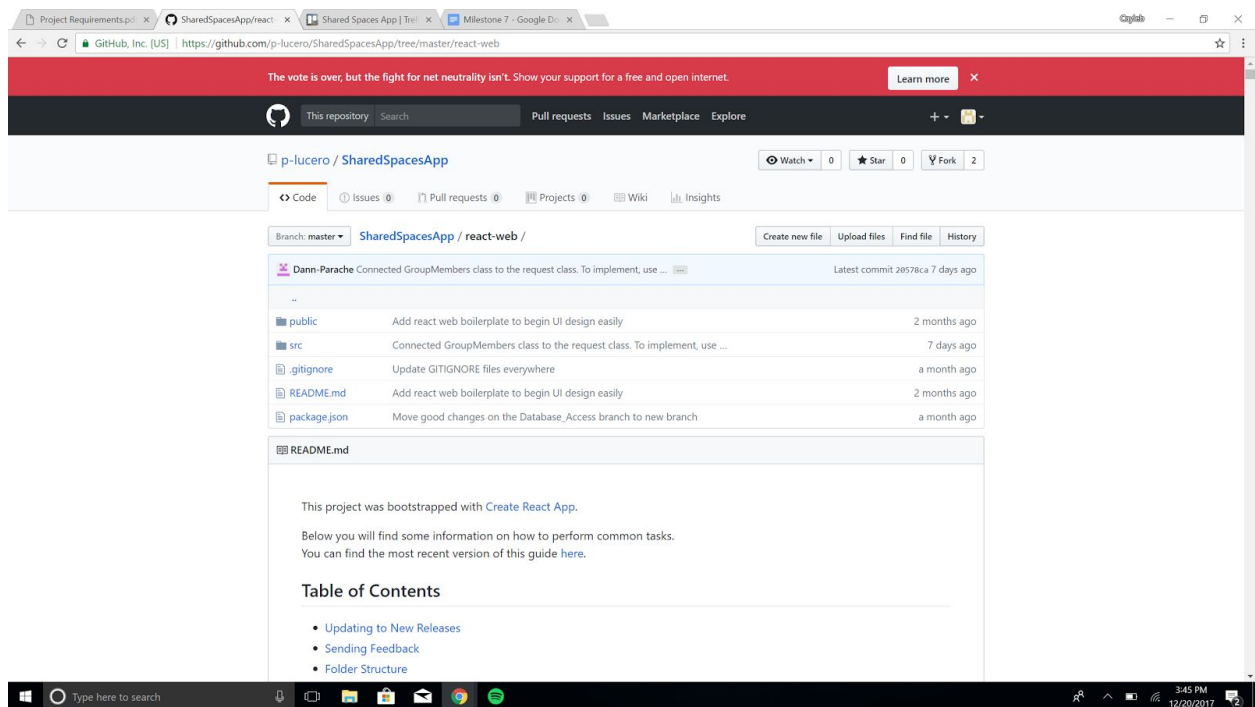 Project Requirements.pd
SharedSpacesApp/react-
Shared Spaces App | Trel
Milestone 7 - Google Do
Cayleb
GitHub, Inc. [US] https://github.com/p-lucero/SharedSpacesApp/tree/master/react-web
The vote is over, but the fight for net neutrality isn't. Show your support for a free and open internet. Learn more
This repository Search Pull requests Issues Marketplace Explore
p-lucero / SharedSpacesApp Watch 0 Star 0 Fork 2
Code Issues 0 Pull requests 0 Projects 0 Wiki Insights
Branch: master SharedSpacesApp / react-web / Create new file Upload files Find file History
Dann-Parache Connected GroupMembers class to the request class. To implement, use ... Latest commit 20578ca 7 days ago
..
public Add react web boilerplate to begin UI design easily 2 months ago
src Connected GroupMembers class to the request class. To implement, use ... 7 days ago
.gitignore Update GITIGNORE files everywhere a month ago
README.md Add react web boilerplate to begin UI design easily 2 months ago
package.json Move good changes on the Database_Access branch to new branch a month ago
README.md
This project was bootstrapped with Create React App.
Below you will find some information on how to perform common tasks.
You can find the most recent version of this guide here.
Table of Contents
• Updating to New Releases
• Sending Feedback
• Folder Structure
Type here to search
3:45 PM
12/20/2017
2